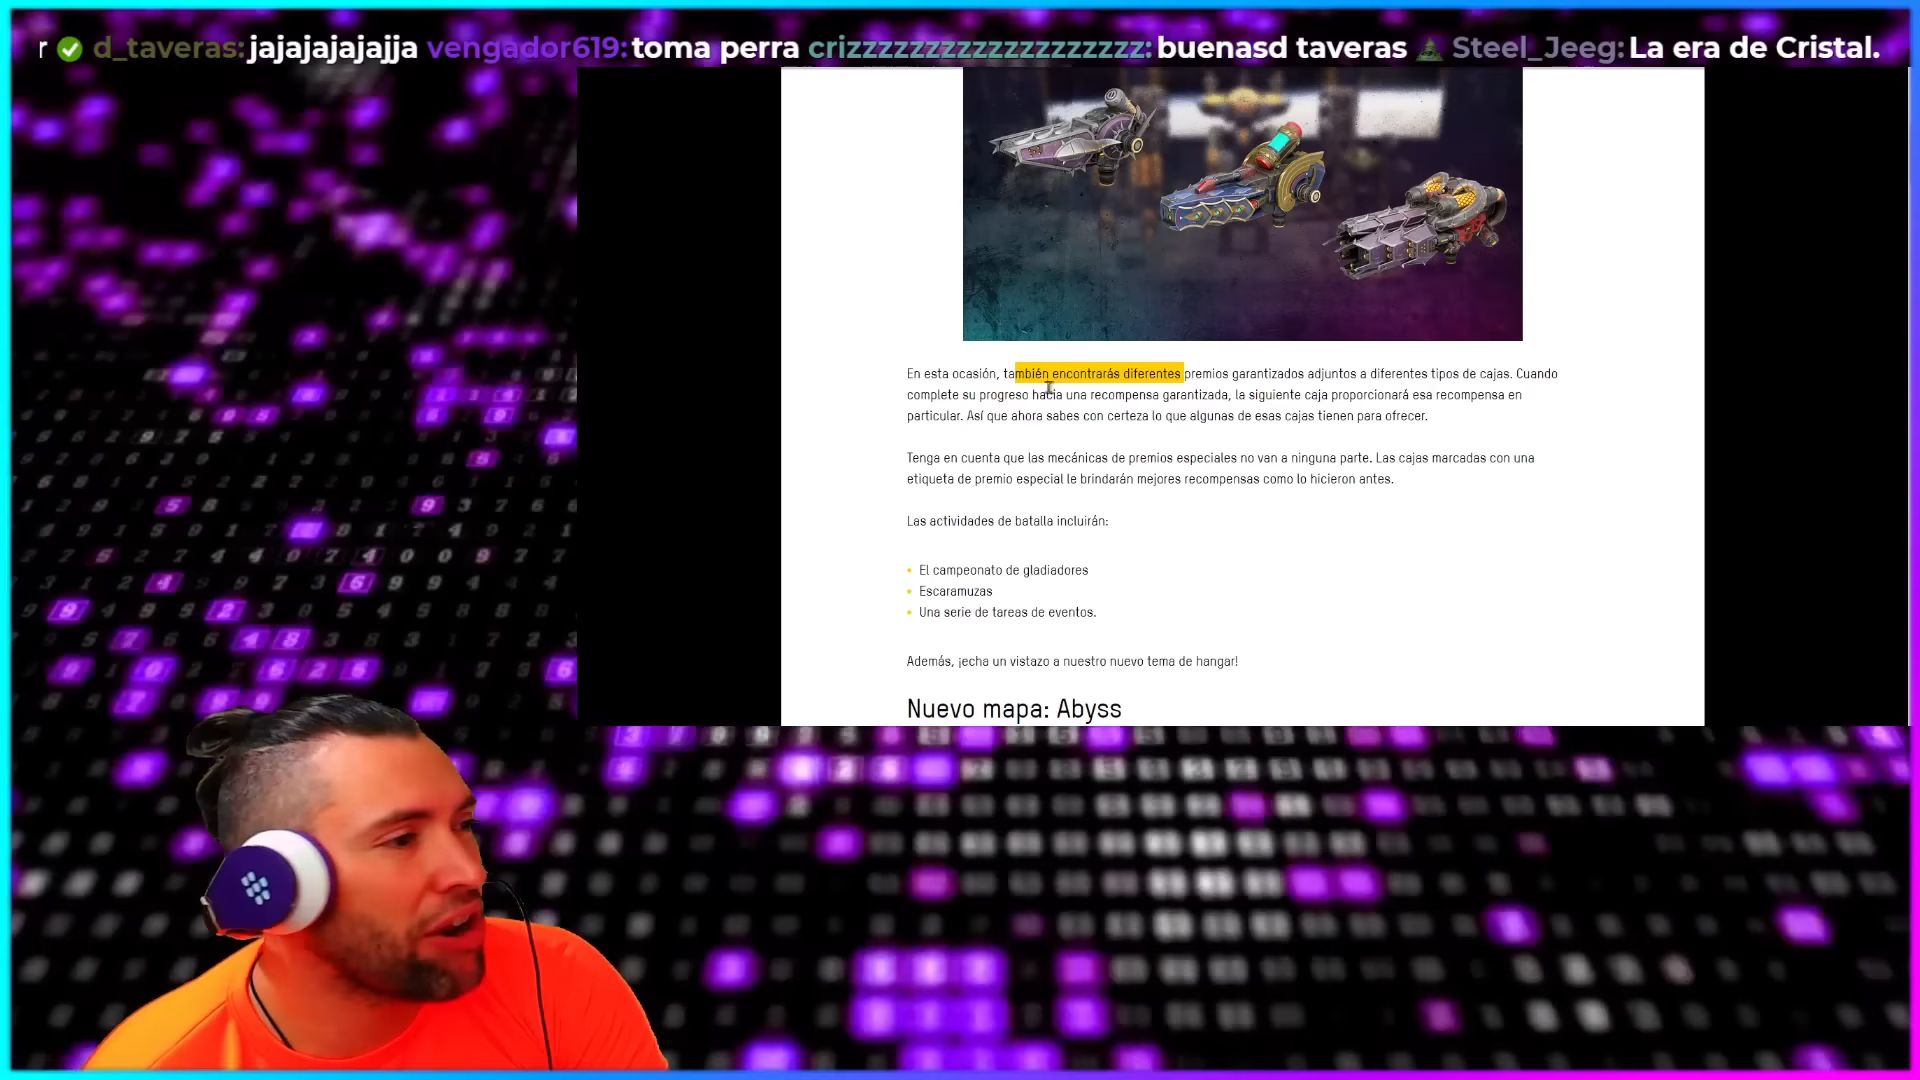 r d_taveras: jajajajajajja vengador619: toma perra crizzzzzzzzzzzzzzzzzzz: buenasd taveras Steel_Jeeg: La era de Cristal.
En esta ocasión, también encontrarás diferentes premios garantizados adjuntos a diferentes tipos de cajas. Cuando
complete su progreso hacia una recompensa garantizada, la siguiente caja proporcionará esa recompensa en
particular. Así que ahora sabes con certeza lo que algunas de esas cajas tienen para ofrecer.
Tenga en cuenta que las mecánicas de premios especiales no van a ninguna parte. Las cajas marcadas con una
etiqueta de premio especial le brindarán mejores recompensas como lo hicieron antes.
Las actividades de batalla incluirán:
El campeonato de gladiadores
Escaramuzas
Una serie de tareas de eventos.
Además, ¡echa un vistazo a nuestro nuevo tema de hangar!
Nuevo mapa: Abyss